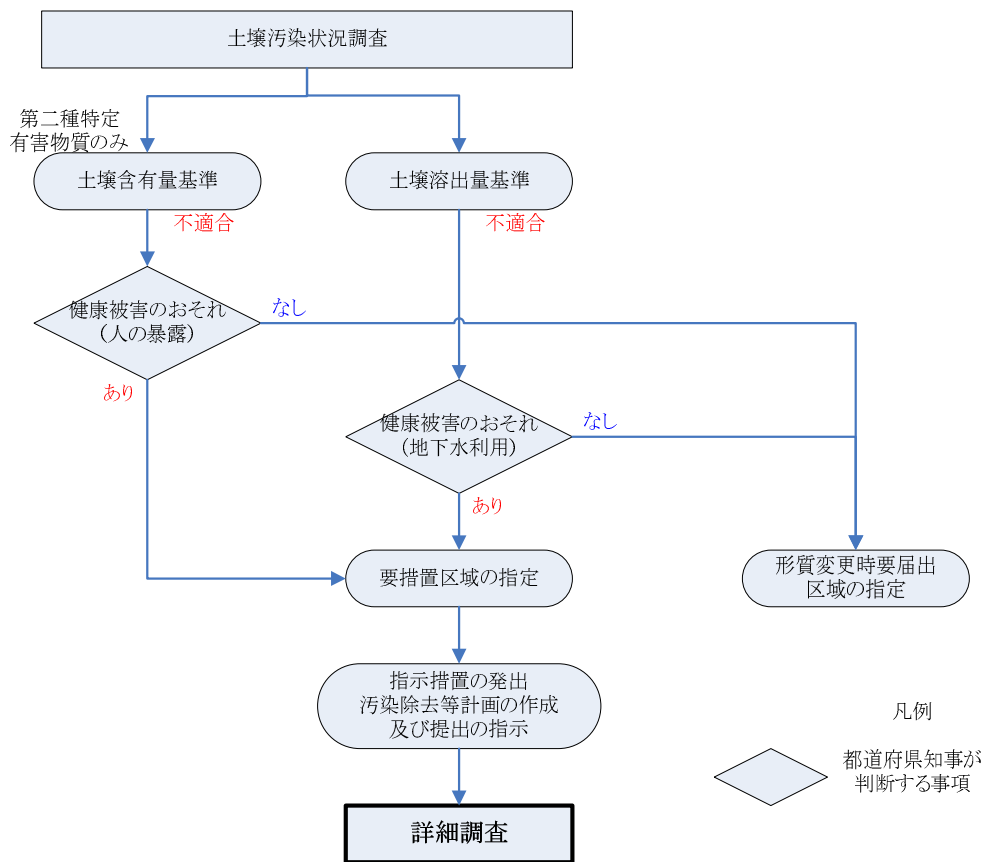 土壌汚染状況調査
第二種特定
有害物質のみ
土壌含有量基準
土壌溶出量基準
不適合
不適合
健康被害のおそれ
（人の暴露）
なし
あり
健康被害のおそれ
（地下水利用）
なし
あり
要措置区域の指定
形質変更時要届出
区域の指定
指示措置の発出
汚染除去等計画の作成
及び提出の指示
凡例
都道府県知事が
判断する事項
詳細調査